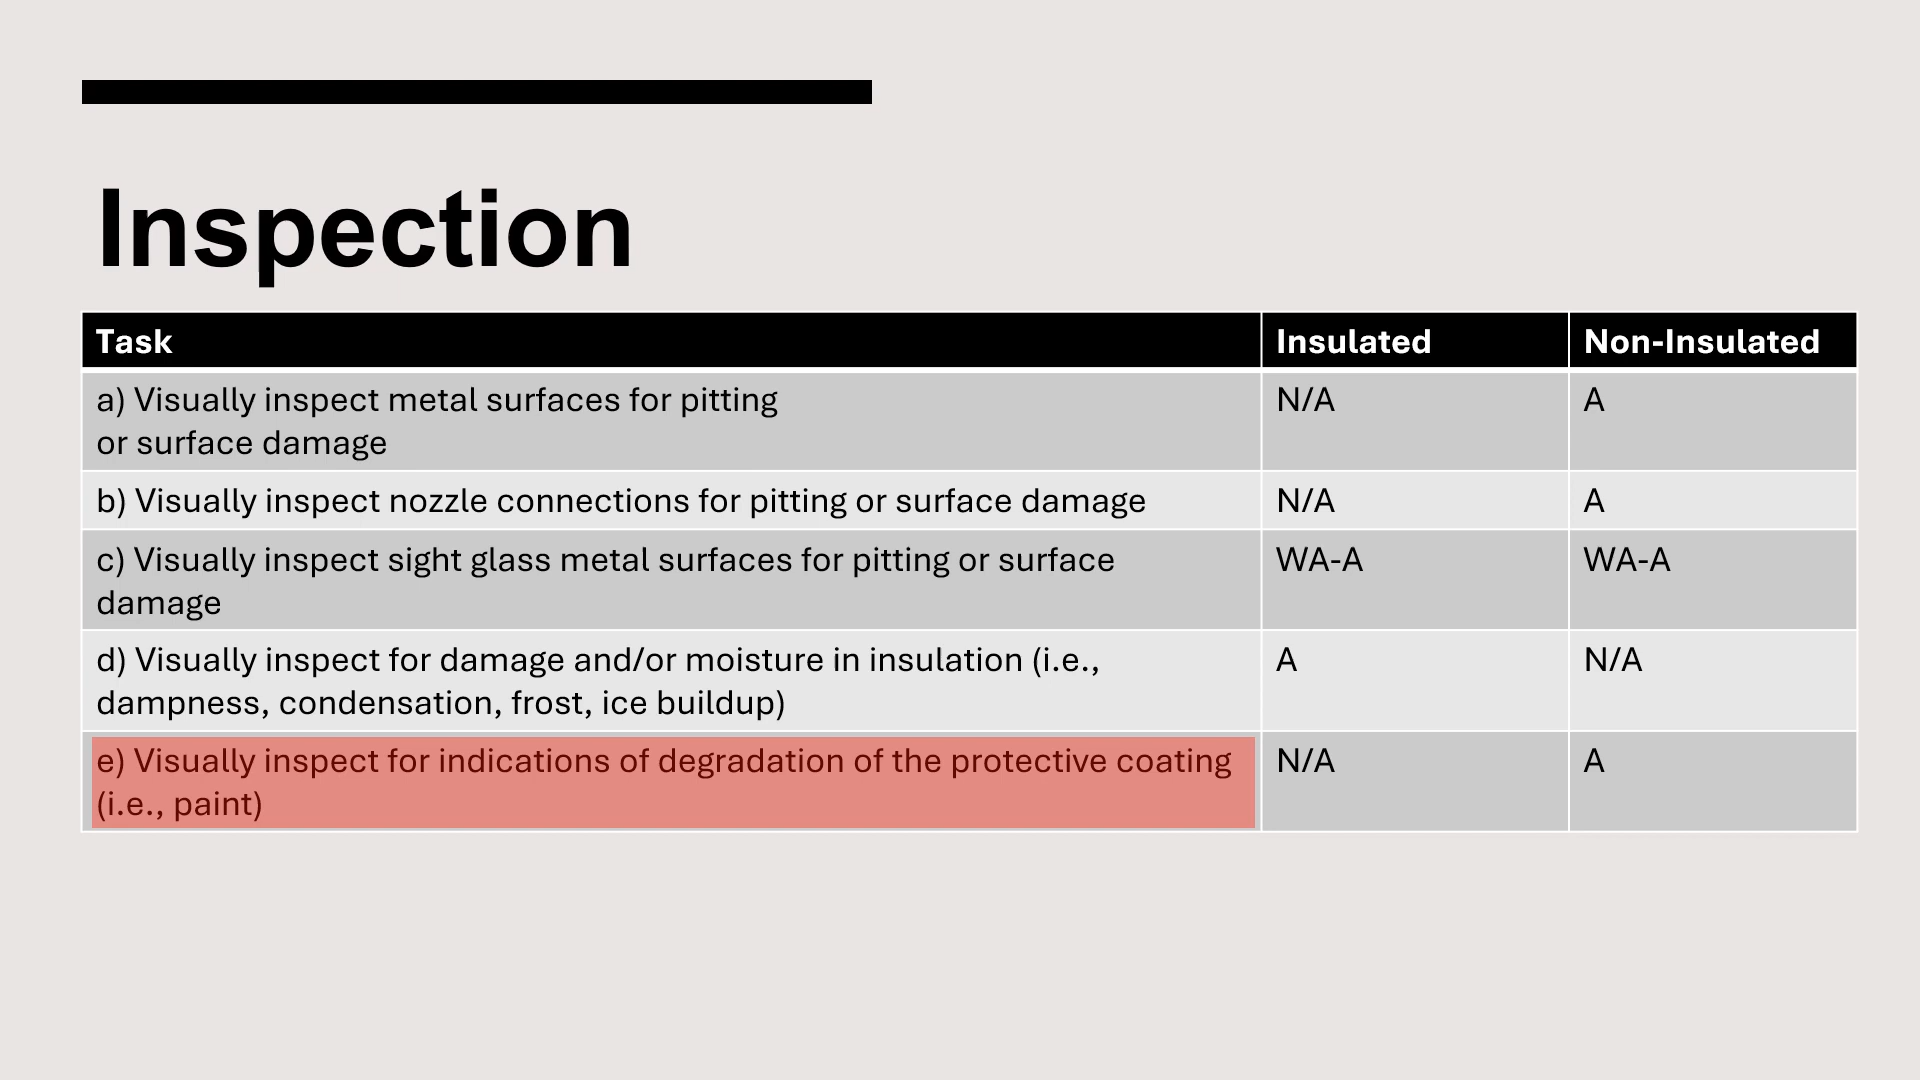 Inspection
Task Insulated Non-Insulated
a) Visually inspect metal surfaces for pitting N/A A
or surface damage
b) Visually inspect nozzle connections for pitting or surface damage N/A A
c) Visually inspect sight glass metal surfaces for pitting or surface WA-A WA-A
damage
d) Visually inspect for damage and/or moisture in insulation (i.e., A N/A
dampness, condensation, frost, ice buildup)
e) Visually inspect for indications of degradation of the protective coating N/A A
(i.e., paint)